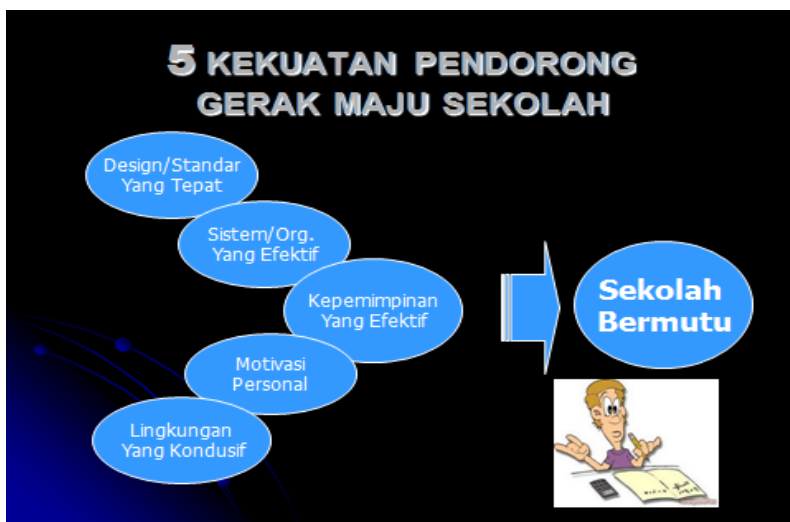 5 KEKUATAN PENDORONG
GERAK MAJU SEKOLAH
Design/Standar
Yang Tepat
Sistem/Org.
Yang Efektif
Kepemimpinan
Yang Efektif
Motivasi
Personal
Lingkungan
Yang Kondusif
Sekolah
Bermutu